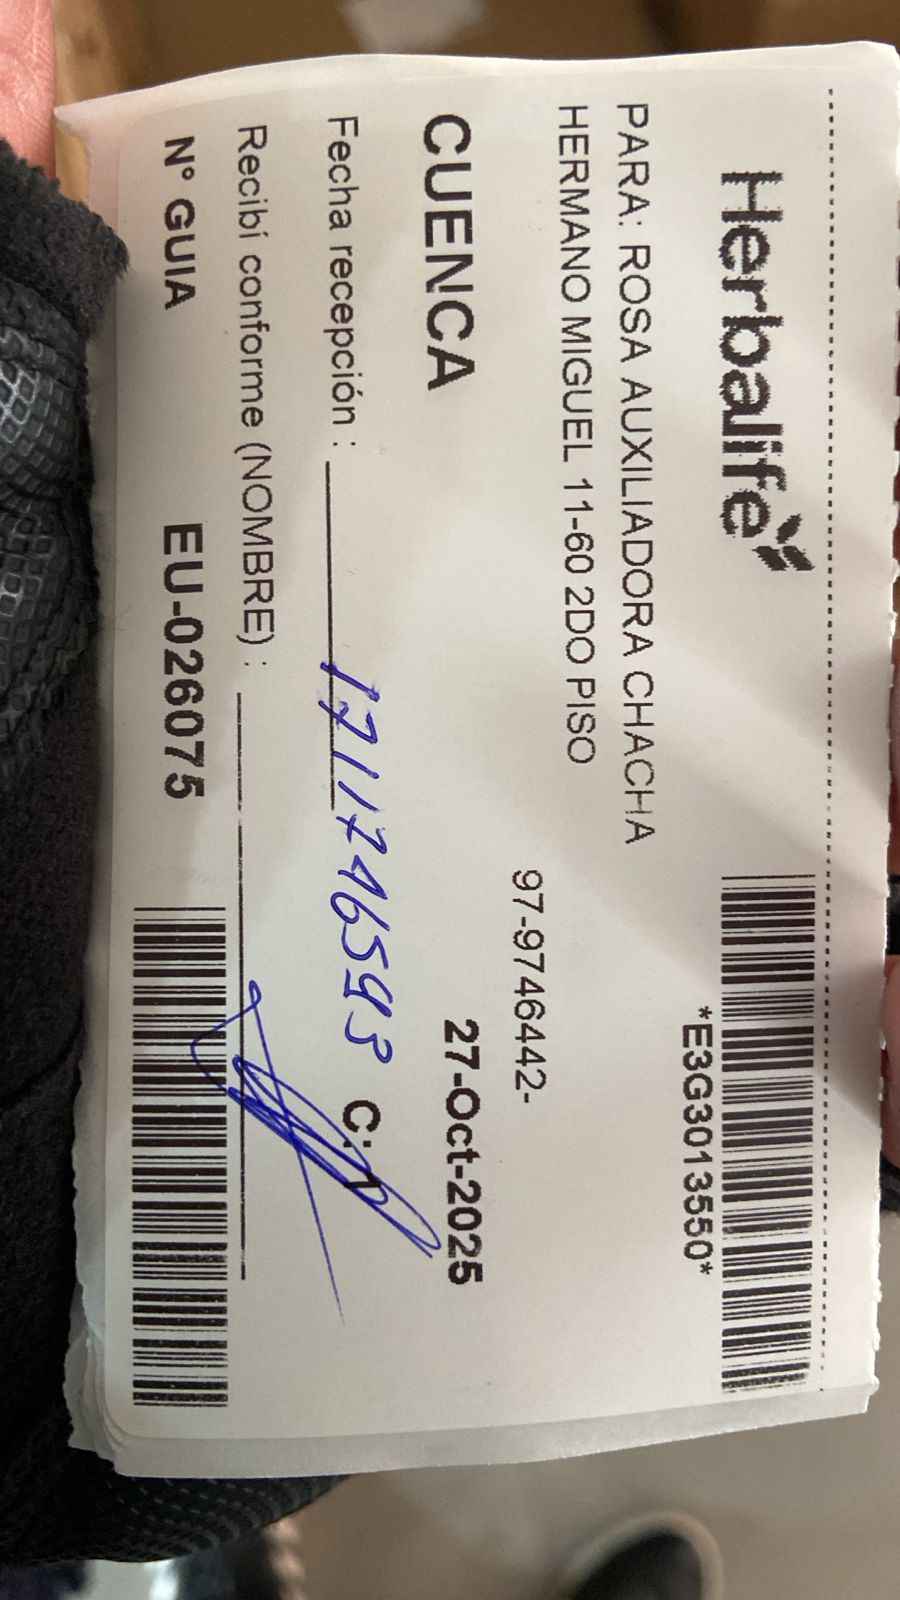 Herbalife
*E3G3013550*
PARA: ROSA AUXILIADORA CHACHA
HERMANO MIGUEL 11-60 2DO PISO
97-9746442-
CUENCA 27-Oct-2025
Fecha recepción : 1711746593 C.I
Recibí conforme (NOMBRE) :
N° GUIA EU-026075